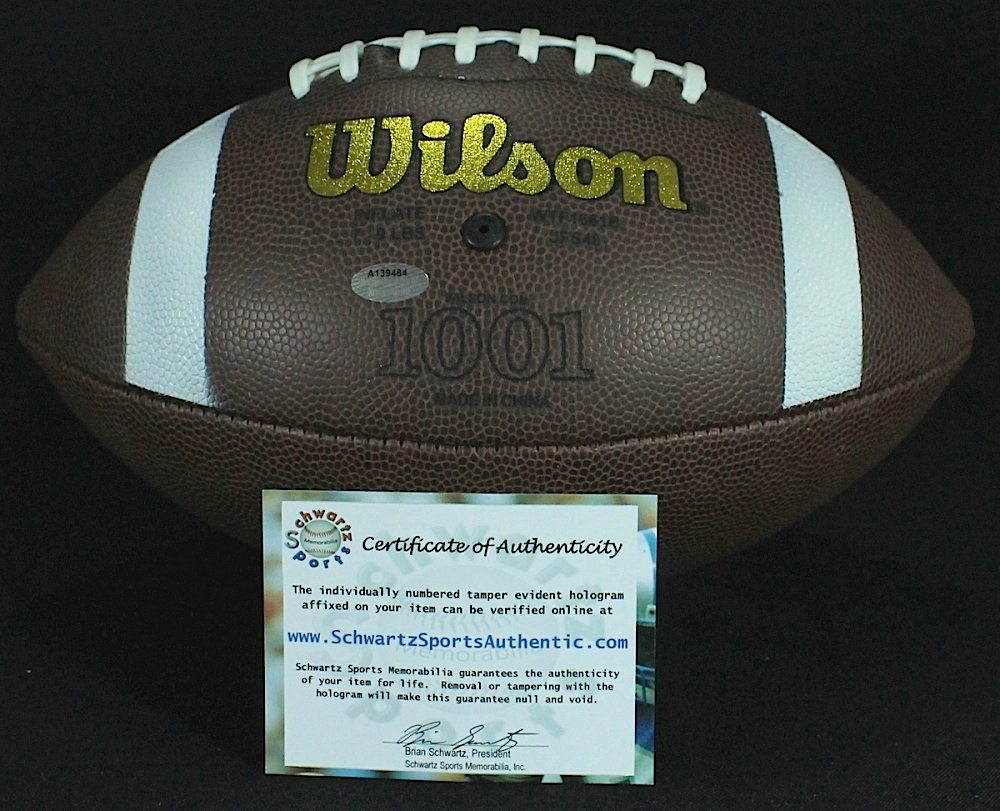 Wilson
INFLATE
LBS
A139484
WILSON.COM
1001
MADE IN CHINA
Schwartz
Sports
Memorabilia
Certificate of Authenticity
The individually numbered tamper evident hologram
affixed on your item can be verified online at
www.SchwartzSportsAuthentic.com
Schwartz Sports Memorabilia guarantees the authenticity
of your item for life. Removal or tampering with the
hologram will make this guarantee null and void.
Brian Schwartz, President
Schwartz Sports Memorabilia, Inc.